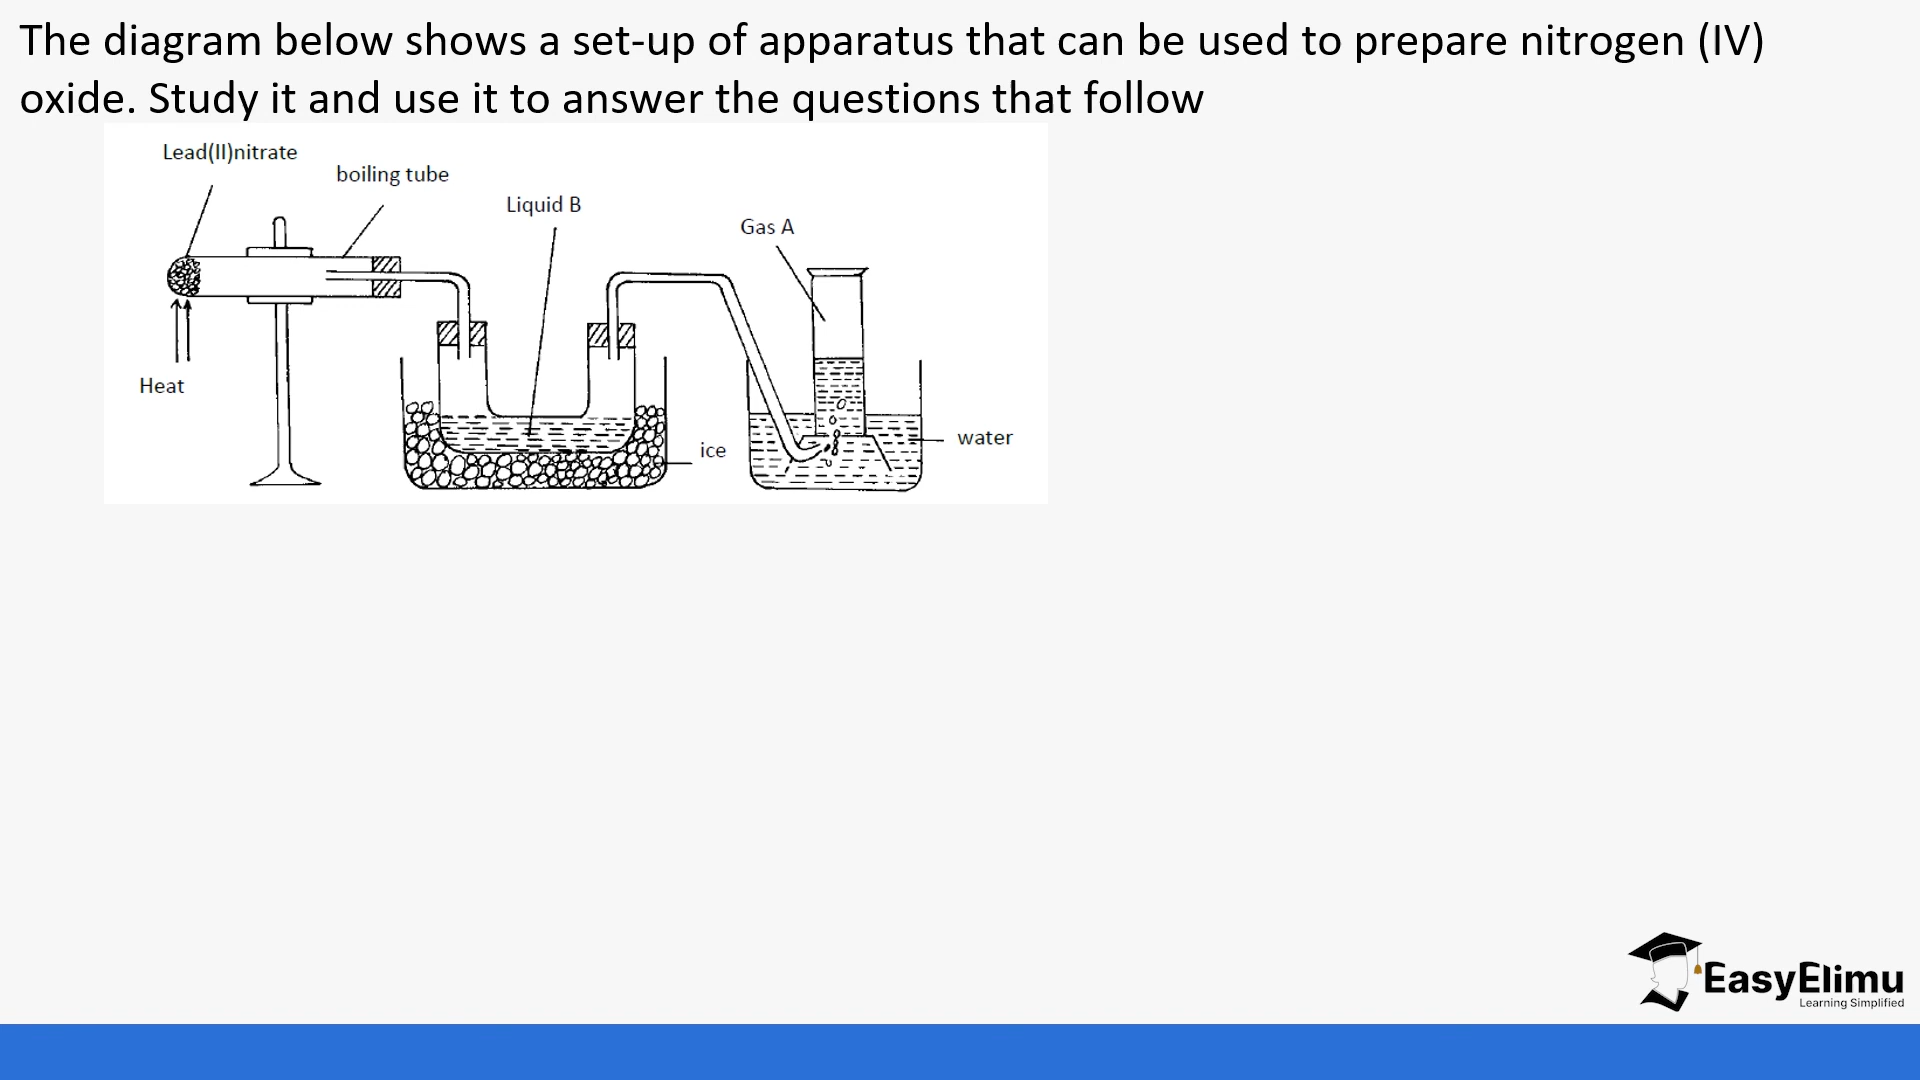 The diagram below shows a set-up of apparatus that can be used to prepare nitrogen (IV)
oxide. Study it and use it to answer the questions that follow
Lead(II)nitrate
boiling tube
Liquid B
Gas A
Heat
water
ice
EasyElimu
Learning Simplified